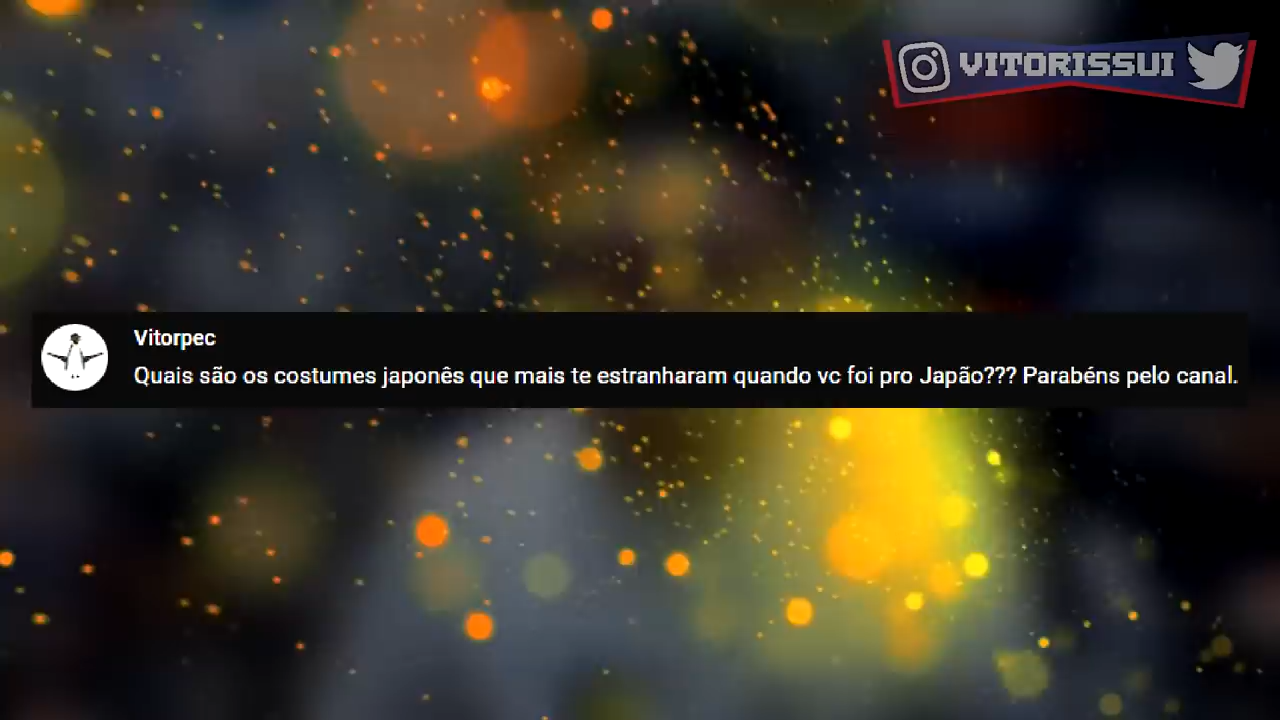 VITORISSUI
Vitorpec
Quais são os costumes japonês que mais te estranharam quando vc foi pro Japão??? Parabéns pelo canal.